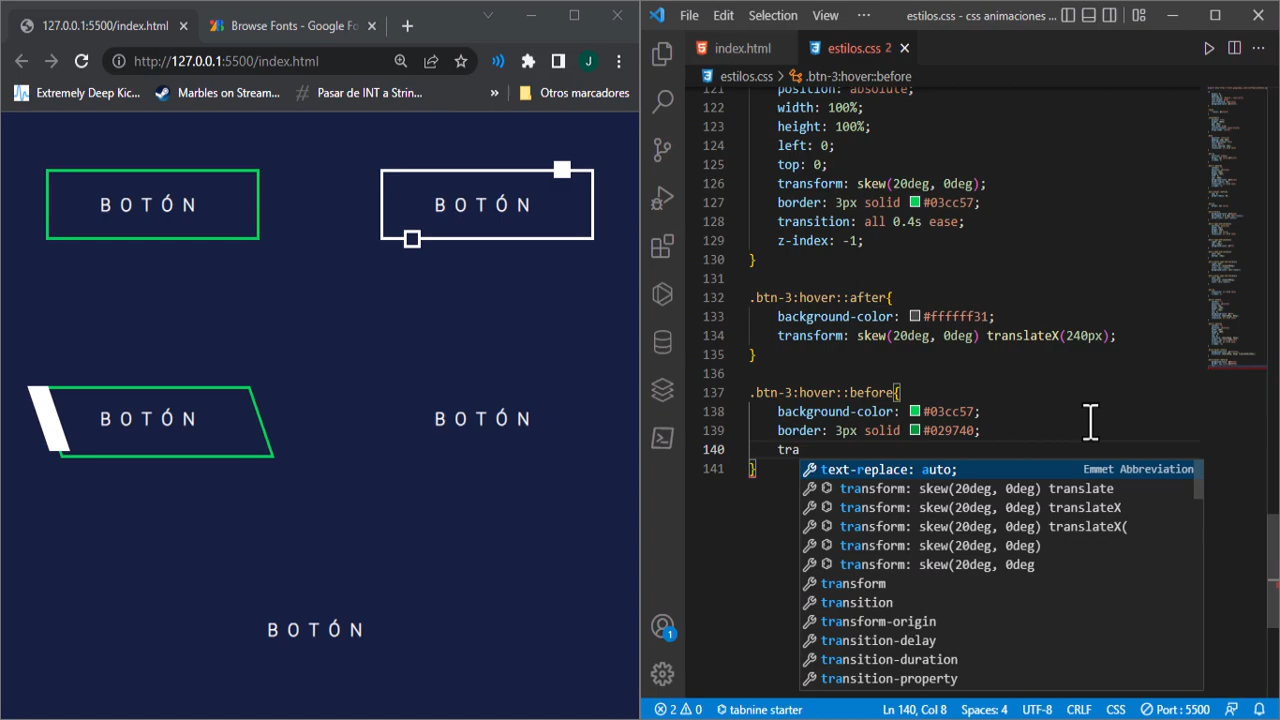 127.0.0.1:5500/index.html
Browse Fonts - Google Fo
http://127.0.0.1:5500/index.html
J
Extremely Deep Kic...
Marbles on Stream...
Pasar de INT a Strin...
»
Otros marcadores
BOTÓN
BOTÓN
BOTÓN
BOTÓN
BOTÓN
File Edit Selection View ···
estilos.css - css animaciones ...
index.html
estilos.css 2
estilos.css > .btn-3:hover::before
121 position: absolute;
122 width: 100%;
123 height: 100%;
124 left: 0;
125 top: 0;
126 transform: skew(20deg, 0deg);
127 border: 3px solid #03cc57;
128 transition: all 0.4s ease;
129 z-index: -1;
130 }
131
132 .btn-3:hover::after{
133 background-color: #ffffff31;
134 transform: skew(20deg, 0deg) translateX(240px);
135 }
136
137 .btn-3:hover::before{
138 background-color: #03cc57;
139 border: 3px solid #029740;
140 tra
141 }
text-replace: auto; Emmet Abbreviation
transform: skew(20deg, 0deg) translate
transform: skew(20deg, 0deg) translateX
transform: skew(20deg, 0deg) translateX(
transform: skew(20deg, 0deg)
transform: skew(20deg, 0deg
transform
transition
transform-origin
transition-delay
transition-duration
transition-property
1
2 0 tabnine starter Ln 140, Col 8 Spaces: 4 UTF-8 CRLF CSS Port : 5500